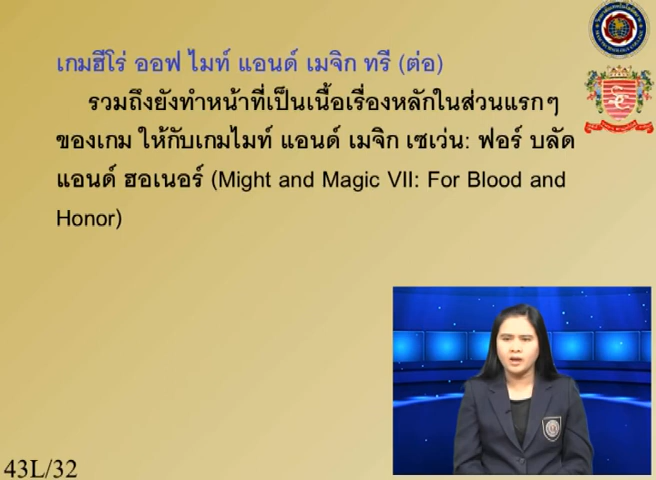 เกมฮีโร่ ออฟ ไมท์ แอนด์ เมจิก ทรี (ต่อ)
รวมถึงยังทำหน้าที่เป็นเนื้อเรื่องหลักในส่วนแรกๆ
ของเกม ให้กับเกมไมท์ แอนด์ เมจิก เซเว่น: ฟอร์ บลัด
แอนด์ ฮอเนอร์ (Might and Magic VII: For Blood and
Honor)
43L/32